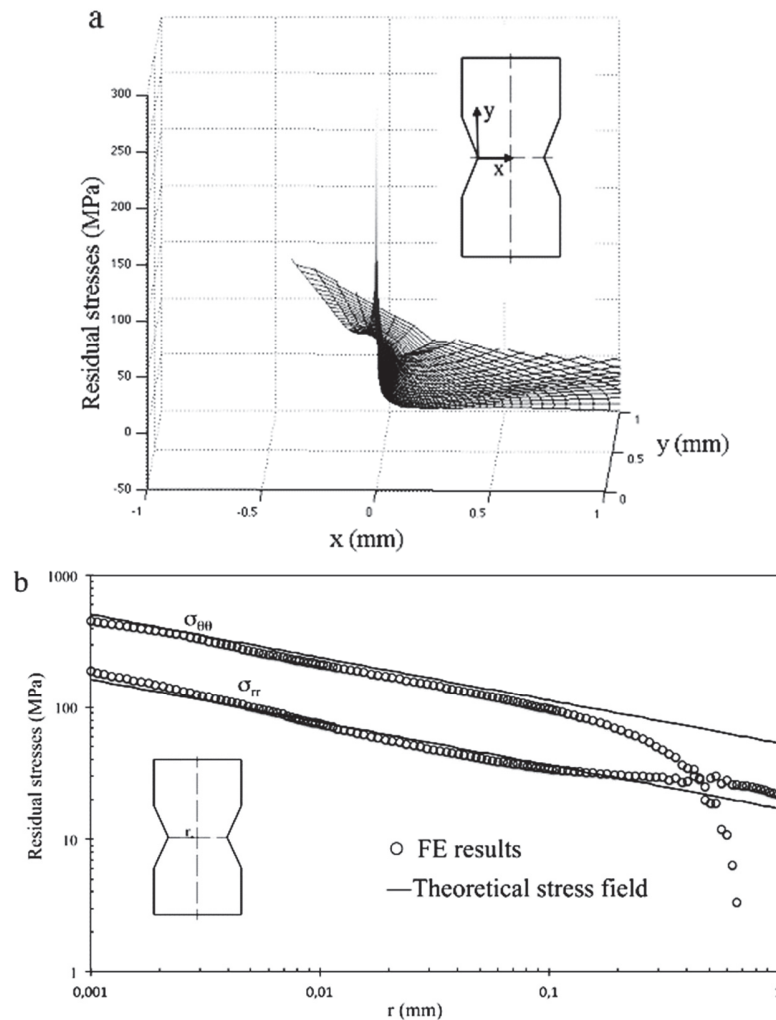 a
300
250
200
150
100
50
0
-50
Residual stresses (MPa)
y
x
-1
-0.5
0
0.5
1
x (mm)
0
0.5
1
y (mm)
b
1000
100
10
1
Residual stresses (MPa)
σθθ
σrr
r
○ FE results
—Theoretical stress field
0,001
0,01
0,1
r (mm)